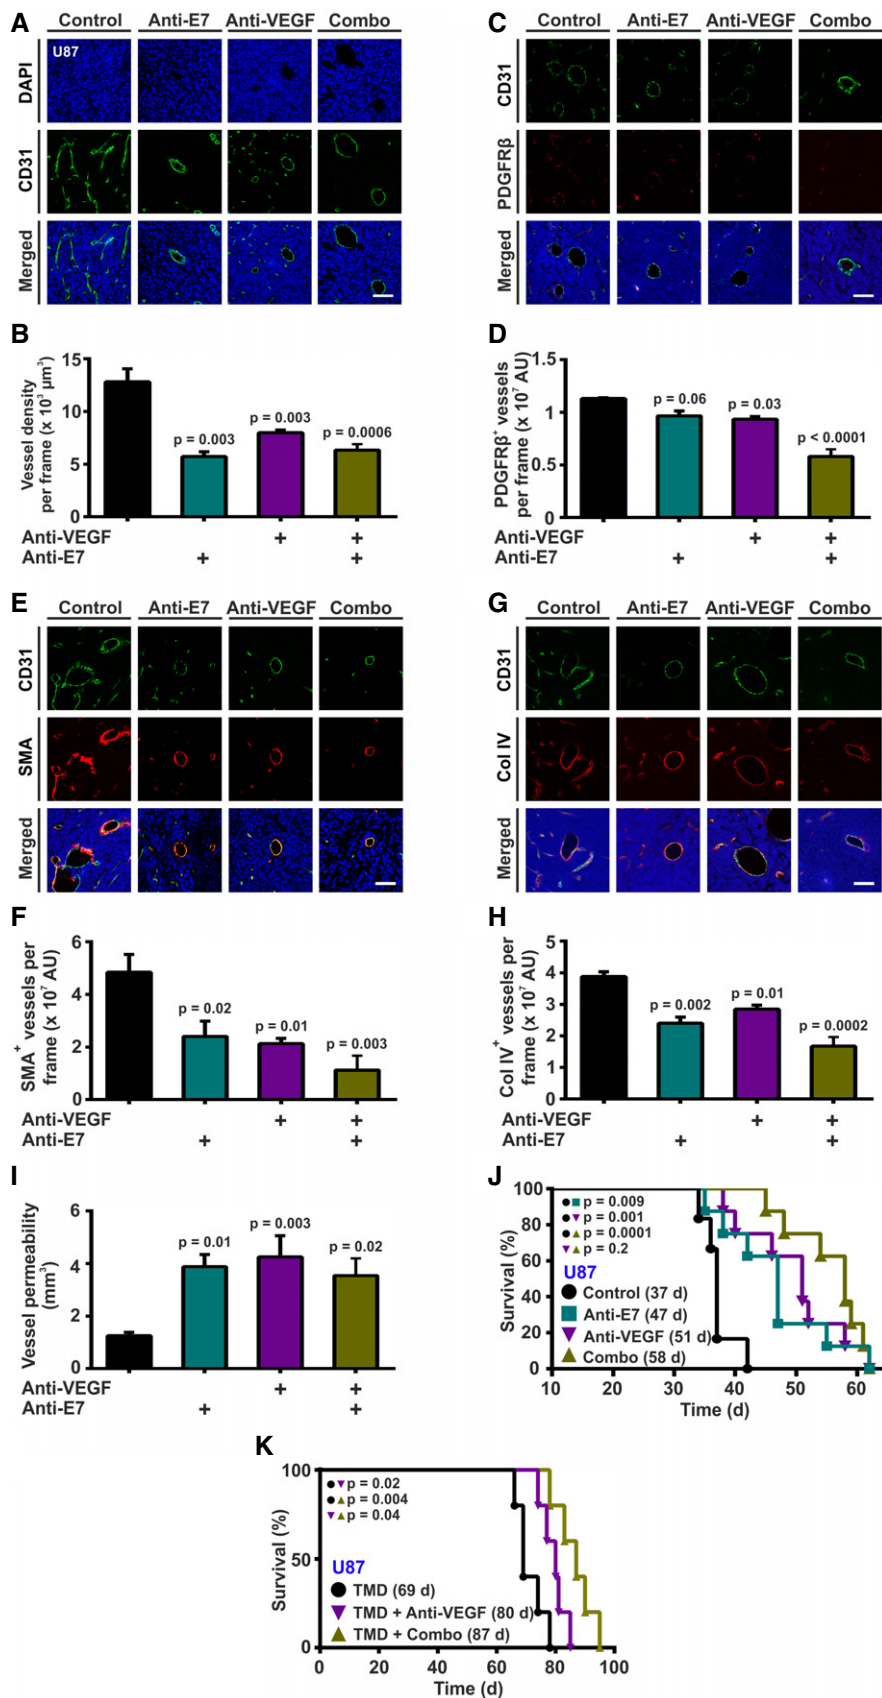 A
Control Anti-E7 Anti-VEGF Combo
U87
DAPI
CD31
Merged
C
Control Anti-E7 Anti-VEGF Combo
CD31
PDGFRβ
Merged
B
Vessel density
per frame (x 10³ µm³)
15
10
5
0
p = 0.003
p = 0.003
p = 0.0006
Anti-VEGF + +
Anti-E7 + +
D
PDGFRβ⁺ vessels
per frame (x 10⁷ AU)
1.5
1
0.5
0
p = 0.06
p = 0.03
p < 0.0001
Anti-VEGF + +
Anti-E7 + +
E
Control Anti-E7 Anti-VEGF Combo
CD31
SMA
Merged
G
Control Anti-E7 Anti-VEGF Combo
CD31
Col IV
Merged
F
SMA⁺ vessels per
frame (x 10⁷ AU)
6
4
2
0
p = 0.02
p = 0.01
p = 0.003
Anti-VEGF + +
Anti-E7 + +
H
Col IV⁺ vessels per
frame (x 10⁷ AU)
5
4
3
2
1
0
p = 0.002
p = 0.01
p = 0.0002
Anti-VEGF + +
Anti-E7 + +
I
Vessel permeability
(mm³)
6
4
2
0
p = 0.01
p = 0.003
p = 0.02
Anti-VEGF + +
Anti-E7 + +
J
Survival (%)
100
80
60
40
20
0
p = 0.009
p = 0.001
p = 0.0001
p = 0.2
U87
Control (37 d)
Anti-E7 (47 d)
Anti-VEGF (51 d)
Combo (58 d)
10 20 30 40 50 60
Time (d)
K
Survival (%)
100
50
0
p = 0.02
p = 0.004
p = 0.04
U87
TMD (69 d)
TMD + Anti-VEGF (80 d)
TMD + Combo (87 d)
0 20 40 60 80 100
Time (d)